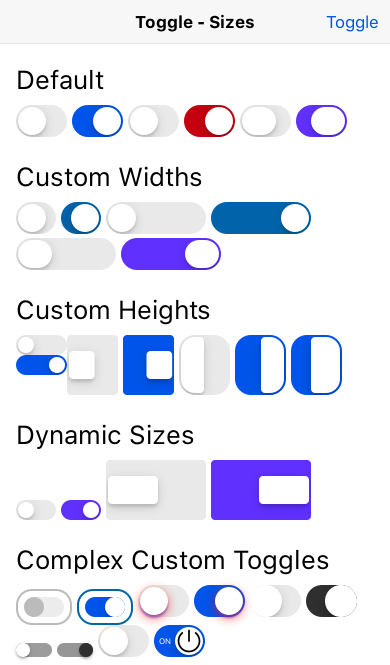 Toggle - Sizes
Toggle
Default
Custom Widths
Custom Heights
Dynamic Sizes
Complex Custom Toggles
ON